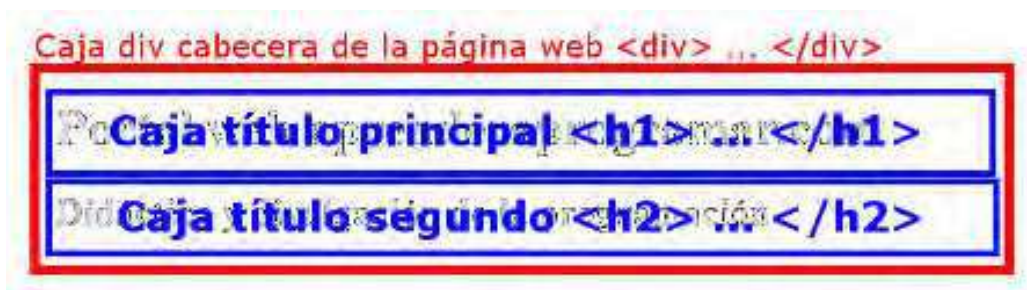 Caja div cabecera de la página web <div> ... </div>
Caja título principal <h1> ... </h1>
Caja título segundo <h2> ... </h2>